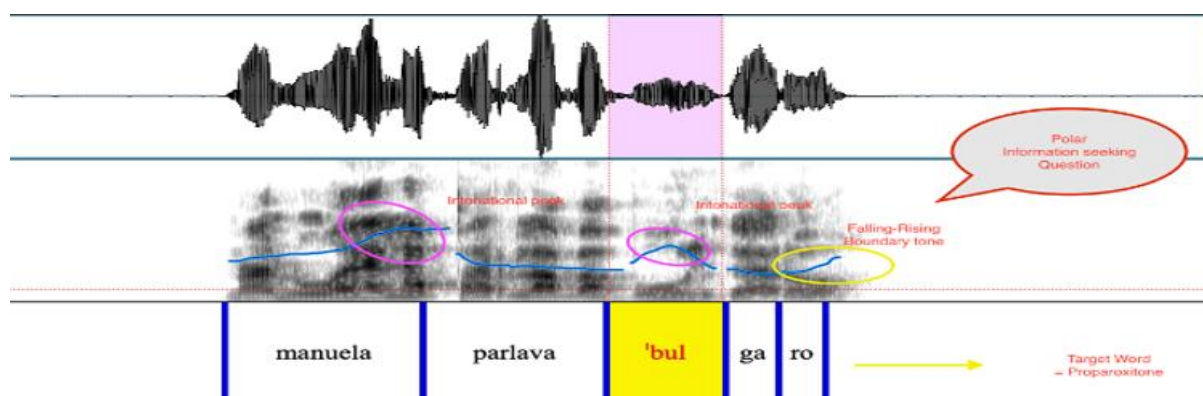 Polar
Information seeking
Question
Intonational peak
Intonational peak
Falling-Rising
Boundary tone
manuela
parlava
'bul
ga
ro
Target Word
= Proparoxitone